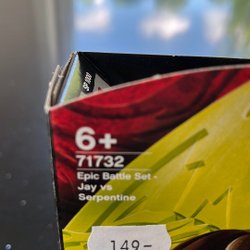 6+
71732
Epic Battle Set -
Jay vs
Serpentine
149.-